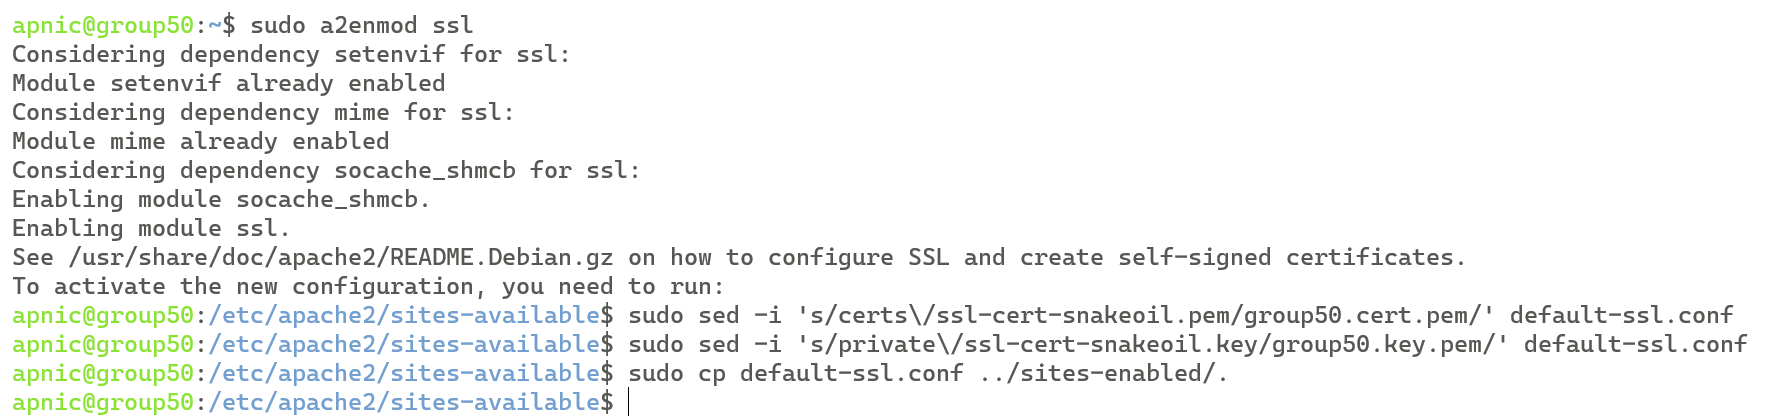 apnic@group50:~$ sudo a2enmod ssl
Considering dependency setenvif for ssl:
Module setenvif already enabled
Considering dependency mime for ssl:
Module mime already enabled
Considering dependency socache_shmcb for ssl:
Enabling module socache_shmcb.
Enabling module ssl.
See /usr/share/doc/apache2/README.Debian.gz on how to configure SSL and create self-signed certificates.
To activate the new configuration, you need to run:
apnic@group50:/etc/apache2/sites-available$ sudo sed -i 's/certs\/ssl-cert-snakeoil.pem/group50.cert.pem/' default-ssl.conf
apnic@group50:/etc/apache2/sites-available$ sudo sed -i 's/private\/ssl-cert-snakeoil.key/group50.key.pem/' default-ssl.conf
apnic@group50:/etc/apache2/sites-available$ sudo cp default-ssl.conf ../sites-enabled/.
apnic@group50:/etc/apache2/sites-available$